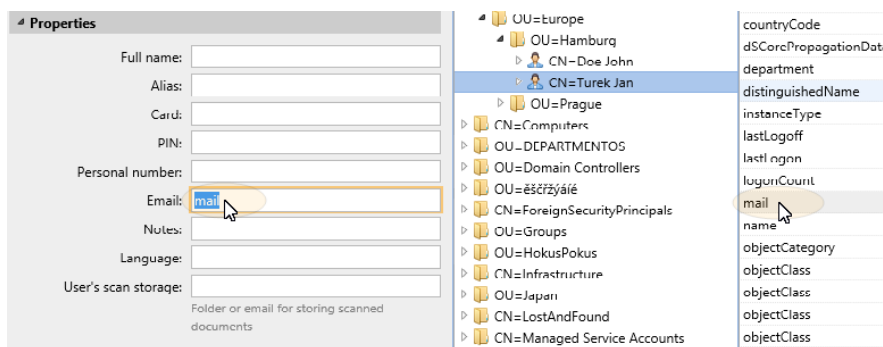 Properties
Full name:
Alias:
Card:
PIN:
Personal number:
Email: mail
Notes:
Language:
User's scan storage:
Folder or email for storing scanned
documents
OU=Europe
OU=Hamburg
CN=Doe John
CN=Turek Jan
OU=Prague
CN=Computers
OU=DEPARTMENTOS
OU=Domain Controllers
OU=ěščřžýáíé
CN=ForeignSecurityPrincipals
OU=Groups
OU=HokusPokus
CN=Infrastructure
OU=Japan
CN=LostAndFound
CN=Managed Service Accounts
countryCode
dSCorePropagationData
department
distinguishedName
instanceType
lastLogoff
lastLogon
logonCount
mail
name
objectCategory
objectClass
objectClass
objectClass
objectClass